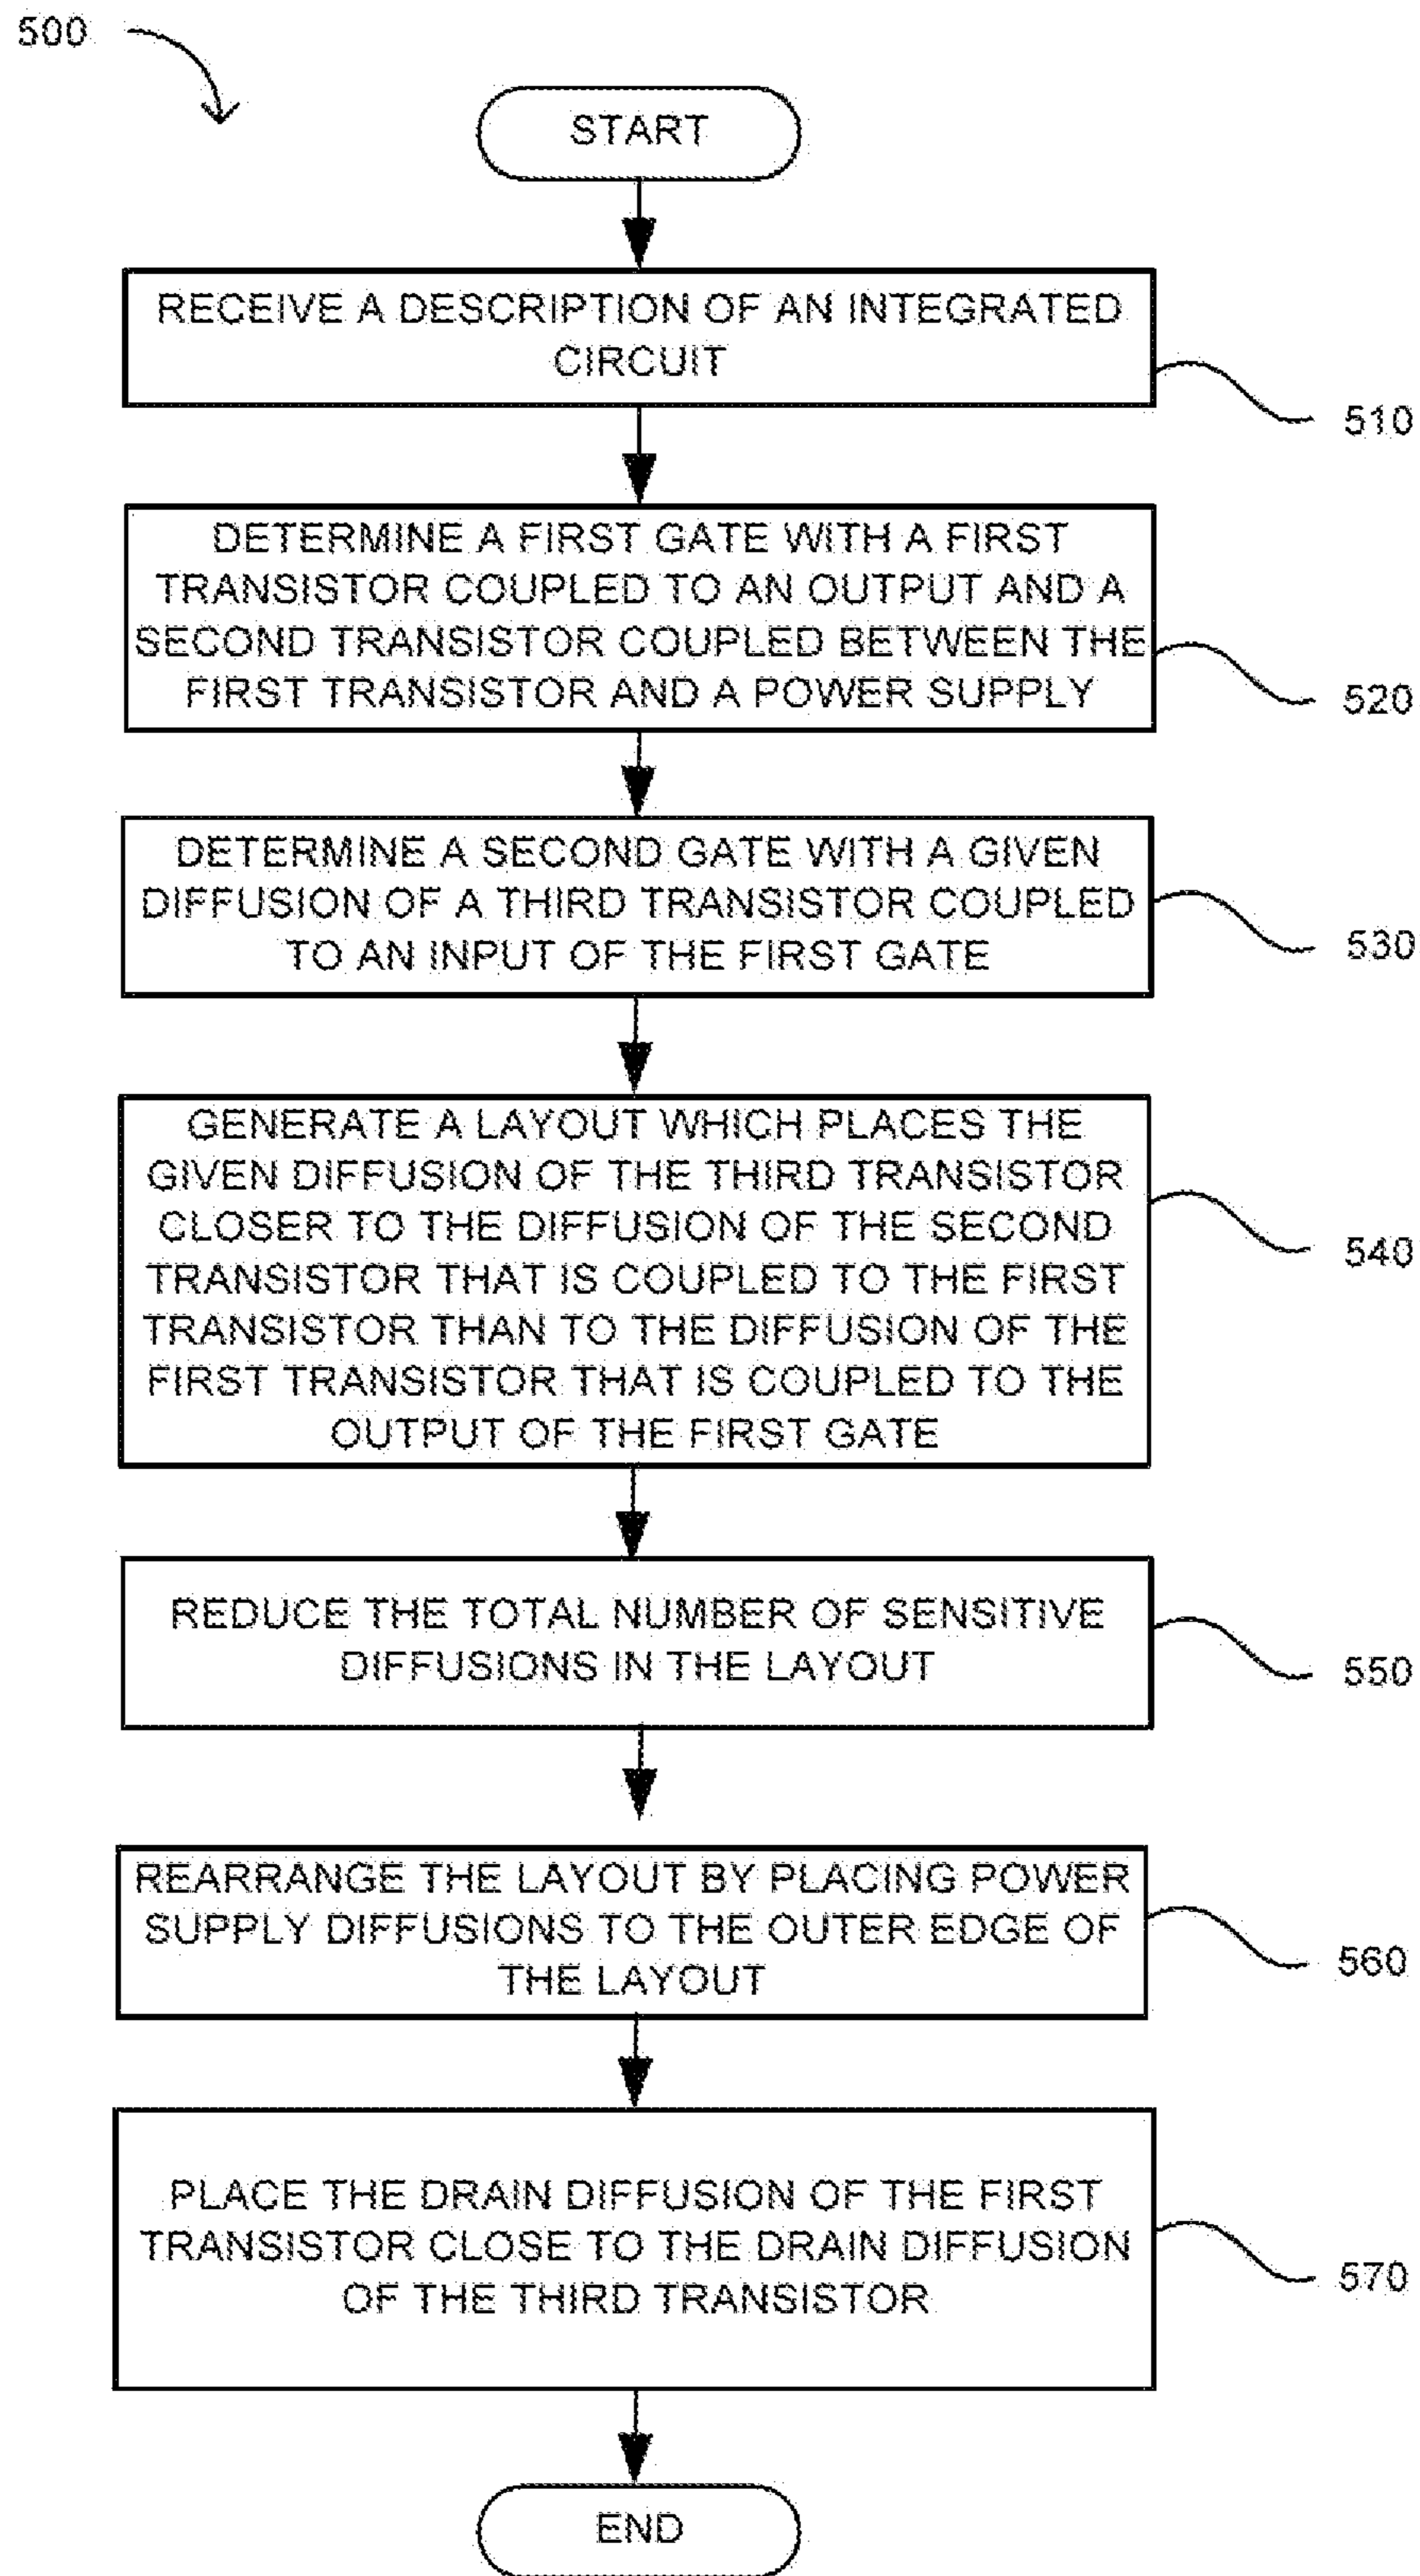 500
START
RECEIVE A DESCRIPTION OF AN INTEGRATED
CIRCUIT
510
DETERMINE A FIRST GATE WITH A FIRST
TRANSISTOR COUPLED TO AN OUTPUT AND A
SECOND TRANSISTOR COUPLED BETWEEN THE
FIRST TRANSISTOR AND A POWER SUPPLY
520
DETERMINE A SECOND GATE WITH A GIVEN
DIFFUSION OF A THIRD TRANSISTOR COUPLED
TO AN INPUT OF THE FIRST GATE
530
GENERATE A LAYOUT WHICH PLACES THE
GIVEN DIFFUSION OF THE THIRD TRANSISTOR
CLOSER TO THE DIFFUSION OF THE SECOND
TRANSISTOR THAT IS COUPLED TO THE FIRST
TRANSISTOR THAN TO THE DIFFUSION OF THE
FIRST TRANSISTOR THAT IS COUPLED TO THE
OUTPUT OF THE FIRST GATE
540
REDUCE THE TOTAL NUMBER OF SENSITIVE
DIFFUSIONS IN THE LAYOUT
550
REARRANGE THE LAYOUT BY PLACING POWER
SUPPLY DIFFUSIONS TO THE OUTER EDGE OF
THE LAYOUT
560
PLACE THE DRAIN DIFFUSION OF THE FIRST
TRANSISTOR CLOSE TO THE DRAIN DIFFUSION
OF THE THIRD TRANSISTOR
570
END